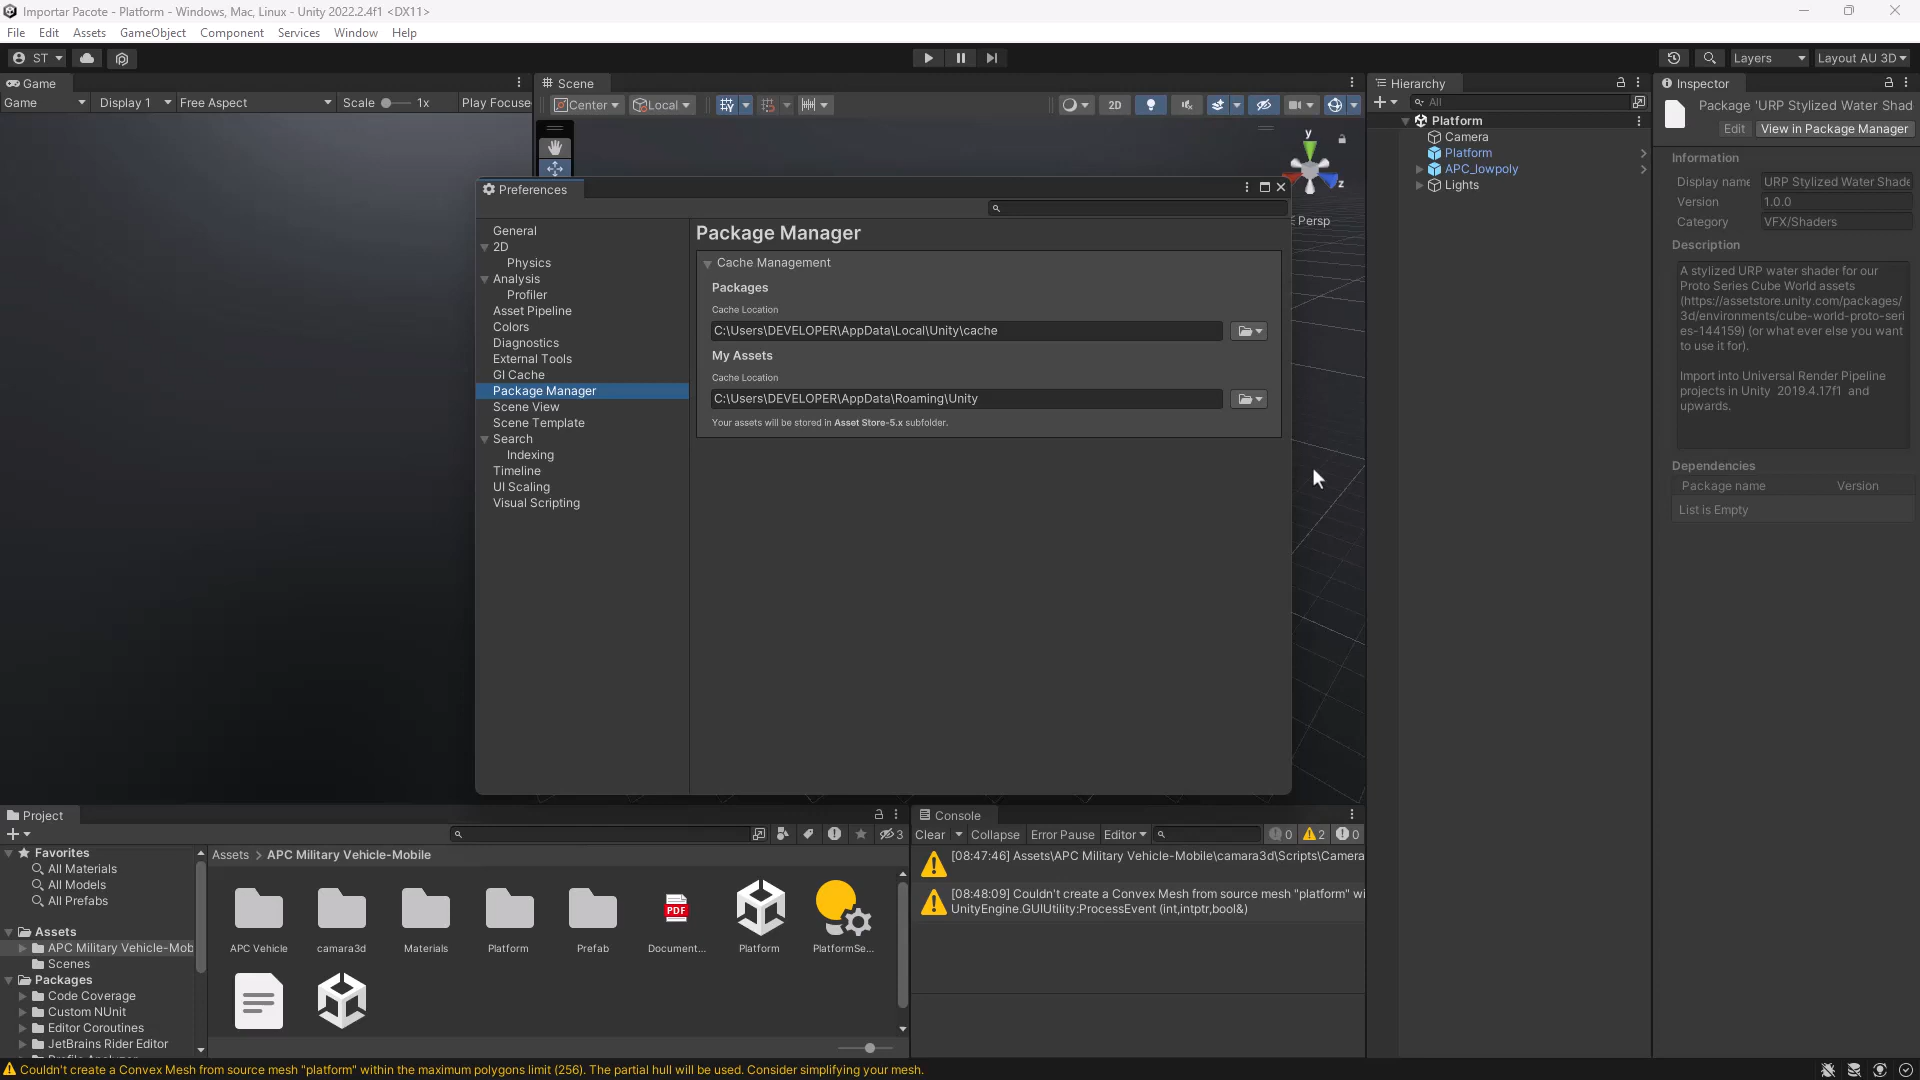 Importar Pacote - Platform - Windows, Mac, Linux - Unity 2022.2.4f1 <DX11>
File Edit Assets GameObject Component Services Window Help
ST
Layers
Layout AU 3D
Game
Game
Display 1
Free Aspect
Scale
1x
Play Focuse
Scene
Center
Local
2D
y
z
Persp
Hierarchy
All
Platform
Camera
Platform
APC_lowpoly
Lights
Inspector
Package 'URP Stylized Water Shad
Edit
View in Package Manager
Information
Display name
URP Stylized Water Shade
Version
1.0.0
Category
VFX/Shaders
Description
A stylized URP water shader for our
Proto Series Cube World assets
(https://assetstore.unity.com/packages/
3d/environments/cube-world-proto-seri
es-144159) (or what ever else you want
to use it for).
Import into Universal Render Pipeline
projects in Unity 2019.4.17f1 and
upwards.
Dependencies
Package name
Version
List is Empty
Preferences
General
2D
Physics
Analysis
Profiler
Asset Pipeline
Colors
Diagnostics
External Tools
GI Cache
Package Manager
Scene View
Scene Template
Search
Indexing
Timeline
UI Scaling
Visual Scripting
Package Manager
Cache Management
Packages
Cache Location
C:\Users\DEVELOPER\AppData\Local\Unity\cache
My Assets
Cache Location
C:\Users\DEVELOPER\AppData\Roaming\Unity
Your assets will be stored in Asset Store-5.x subfolder.
Project
3
Favorites
All Materials
All Models
All Prefabs
Assets
APC Military Vehicle-Mob
Scenes
Packages
Code Coverage
Custom NUnit
Editor Coroutines
JetBrains Rider Editor
Assets > APC Military Vehicle-Mobile
APC Vehicle
camara3d
Materials
Platform
Prefab
PDF
Document...
Platform
PlatformSe...
Console
Clear
Collapse
Error Pause
Editor
0
2
0
[08:47:46] Assets\APC Military Vehicle-Mobile\camara3d\Scripts\Camera
[08:48:09] Couldn't create a Convex Mesh from source mesh "platform" wi
UnityEngine.GUIUtility:ProcessEvent (int,intptr,bool&)
Couldn't create a Convex Mesh from source mesh "platform" within the maximum polygons limit (256). The partial hull will be used. Consider simplifying your mesh.